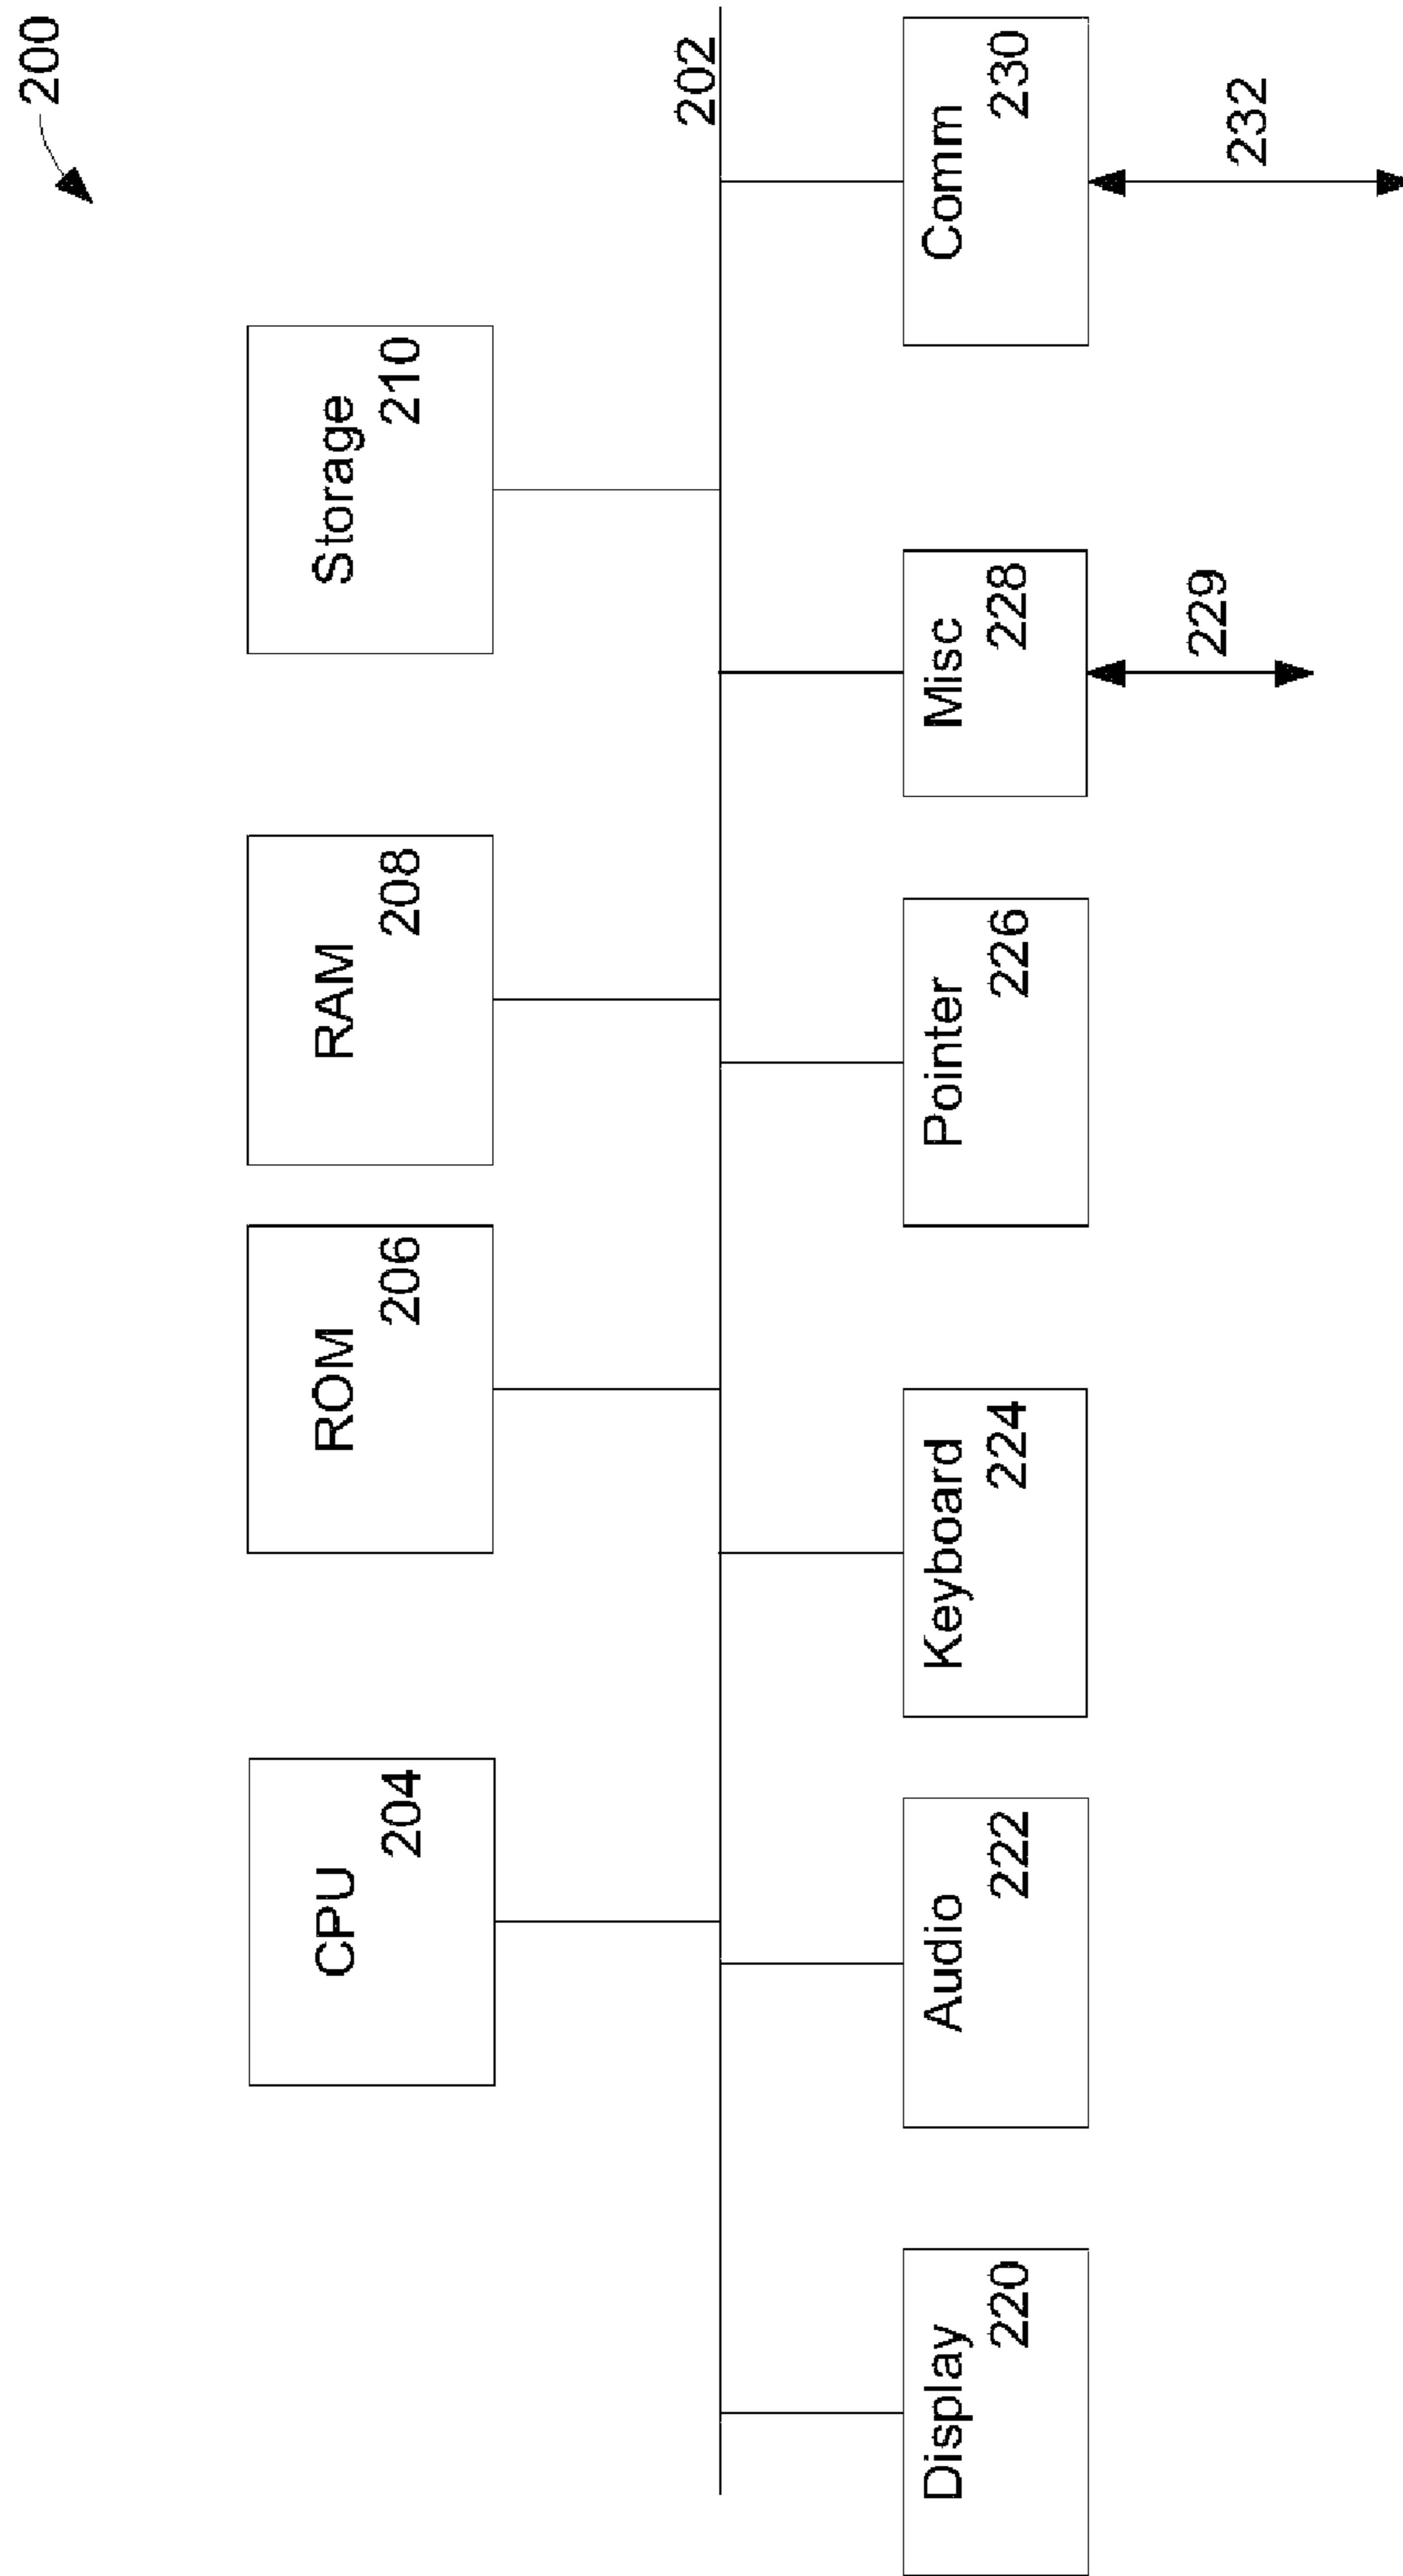 200
CPU
204
ROM
206
RAM
208
Storage
210
202
Display
220
Audio
222
Keyboard
224
Pointer
226
Misc
228
Comm
230
229
232